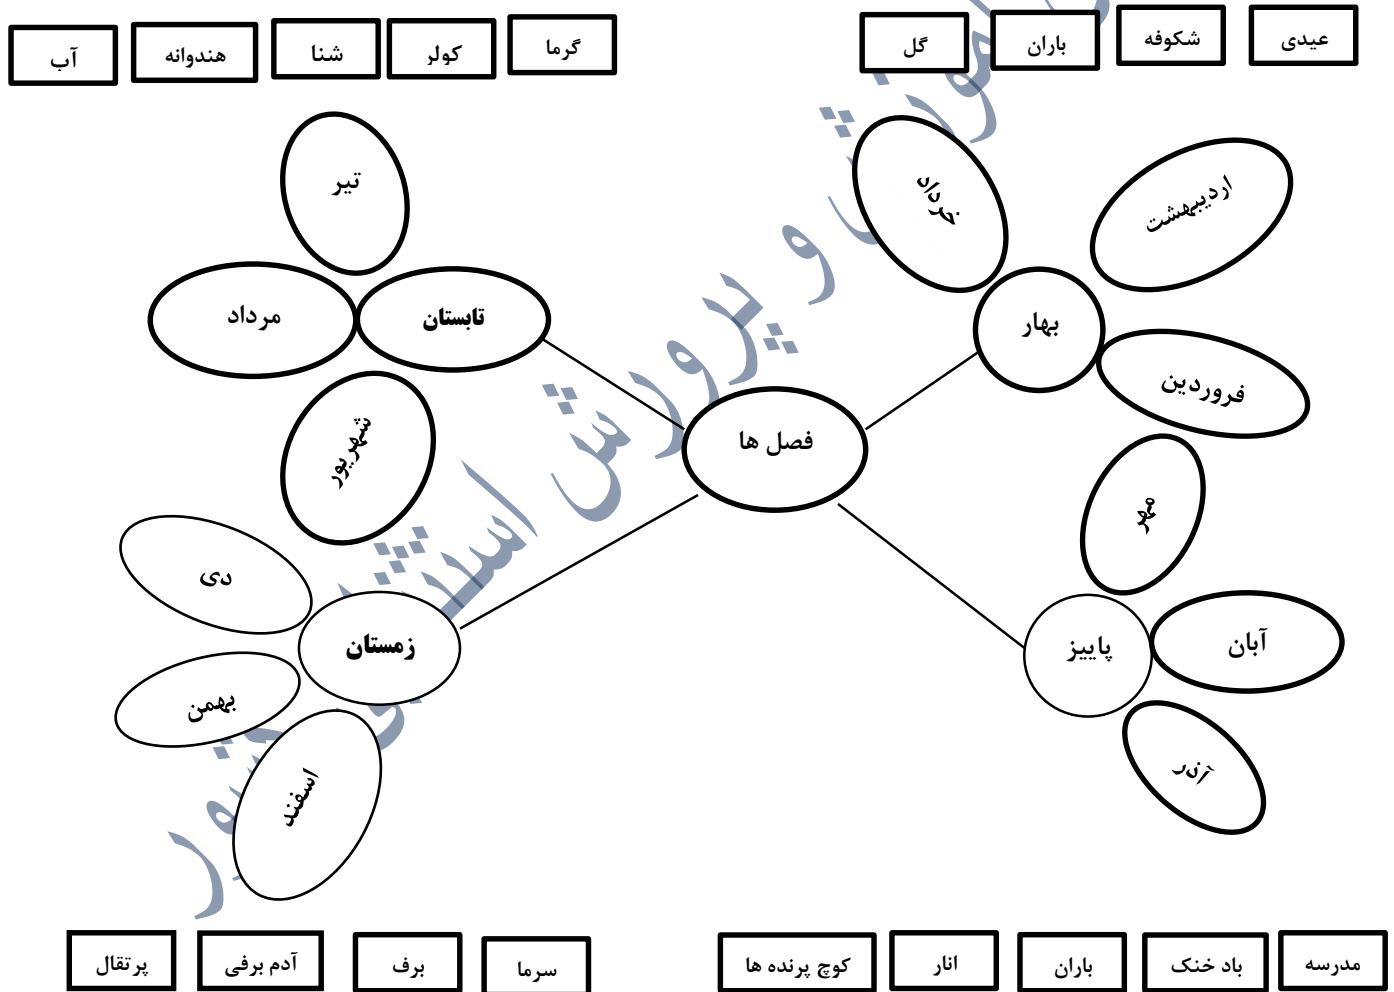 عیدی
شکوفه
باران
گل
گرما
کولر
شنا
هندوانه
آب
خرداد
اردیبهشت
بهار
فروردین
تیر
تابستان
مرداد
شهریور
فصل ها
مهر
پاییز
آبان
آذر
دی
زمستان
بهمن
اسفند
مدرسه
باد خنک
باران
انار
کوچ پرنده ها
سرما
برف
آدم برفی
پرتقال